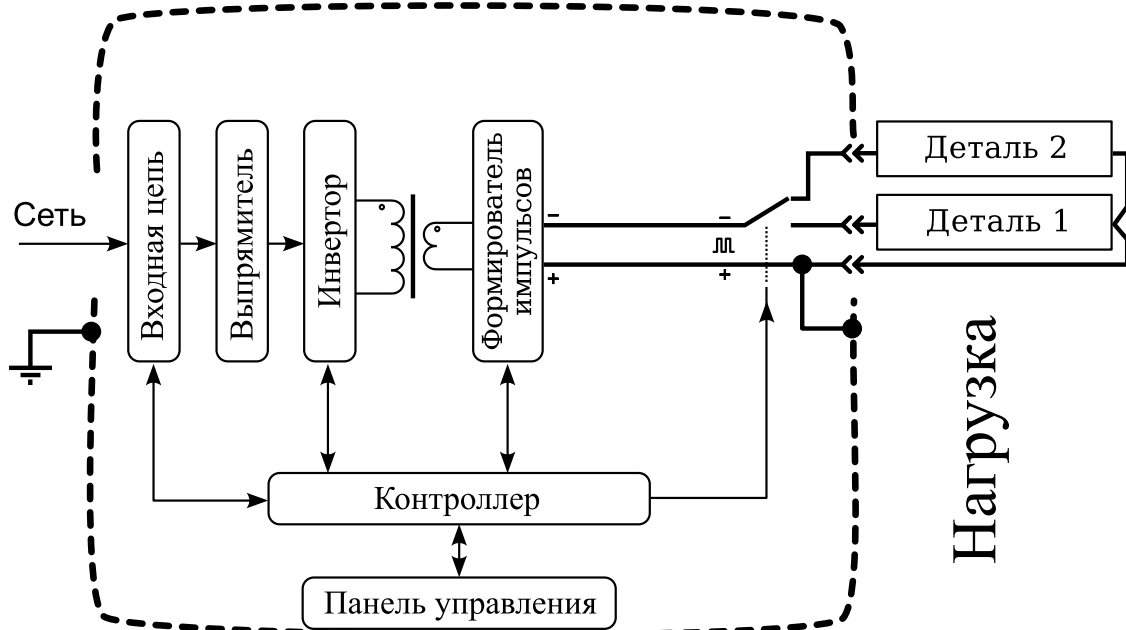 Сеть
Входная цепь
Выпрямитель
Инвертор
Формирователь
импульсов
−
−
+
+
Деталь 2
Деталь 1
Нагрузка
Контроллер
Панель управления